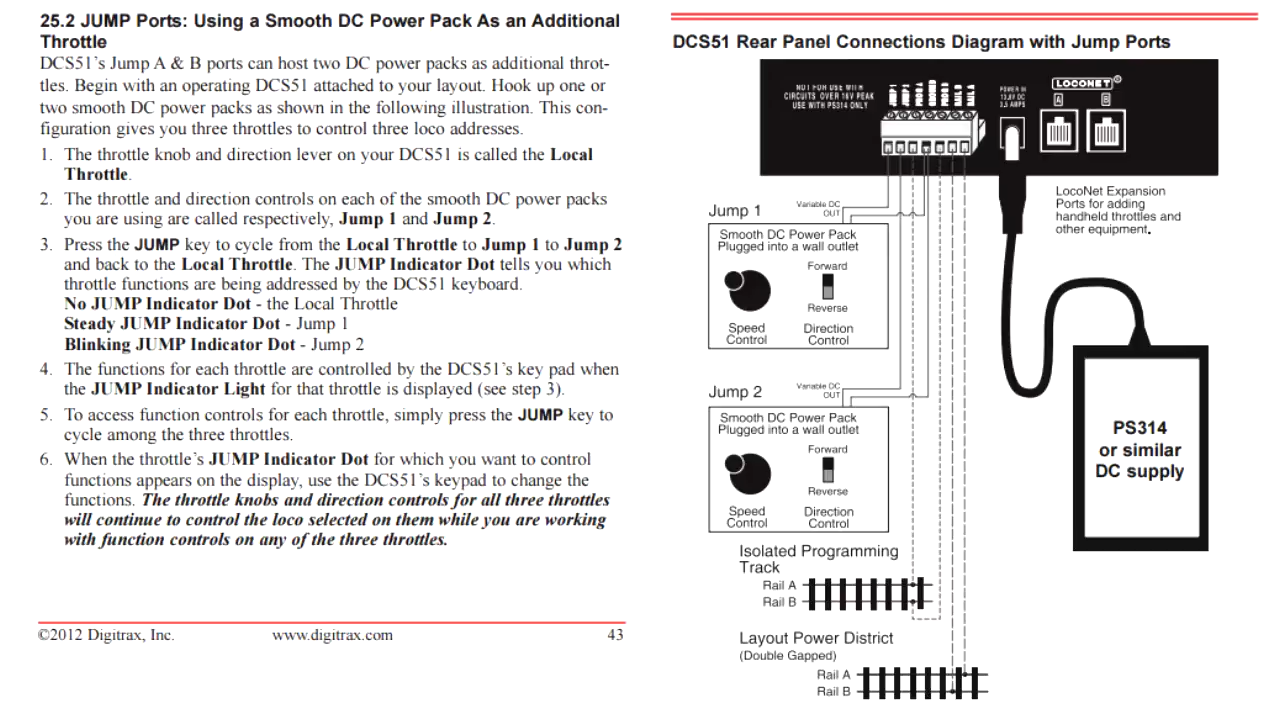 25.2 JUMP Ports: Using a Smooth DC Power Pack As an Additional
Throttle
DCS51's Jump A & B ports can host two DC power packs as additional throt-
tles. Begin with an operating DCS51 attached to your layout. Hook up one or
two smooth DC power packs as shown in the following illustration. This con-
figuration gives you three throttles to control three loco addresses.
1. The throttle knob and direction lever on your DCS51 is called the Local
Throttle.
2. The throttle and direction controls on each of the smooth DC power packs
you are using are called respectively, Jump 1 and Jump 2.
3. Press the JUMP key to cycle from the Local Throttle to Jump 1 to Jump 2
and back to the Local Throttle. The JUMP Indicator Dot tells you which
throttle functions are being addressed by the DCS51 keyboard.
No JUMP Indicator Dot - the Local Throttle
Steady JUMP Indicator Dot - Jump 1
Blinking JUMP Indicator Dot - Jump 2
4. The functions for each throttle are controlled by the DCS51's key pad when
the JUMP Indicator Light for that throttle is displayed (see step 3).
5. To access function controls for each throttle, simply press the JUMP key to
cycle among the three throttles.
6. When the throttle's JUMP Indicator Dot for which you want to control
functions appears on the display, use the DCS51's keypad to change the
functions. The throttle knobs and direction controls for all three throttles
will continue to control the loco selected on them while you are working
with function controls on any of the three throttles.
©2012 Digitrax, Inc. www.digitrax.com 43
DCS51 Rear Panel Connections Diagram with Jump Ports
NOT FOR USE WITH
CIRCUITS OVER 16V PEAK
USE WITH PS314 ONLY
RAIL B
RAIL A
POWER IN
13.8V DC
3.5 AMPS
LOCONET®
A B
LocoNet Expansion
Ports for adding
handheld throttles and
other equipment.
Jump 1
Variable DC
OUT
Smooth DC Power Pack
Plugged into a wall outlet
Forward
Reverse
Speed
Control
Direction
Control
Jump 2
Variable DC
OUT
Smooth DC Power Pack
Plugged into a wall outlet
Forward
Reverse
Speed
Control
Direction
Control
PS314
or similar
DC supply
Isolated Programming
Track
Rail A
Rail B
Layout Power District
(Double Gapped)
Rail A
Rail B